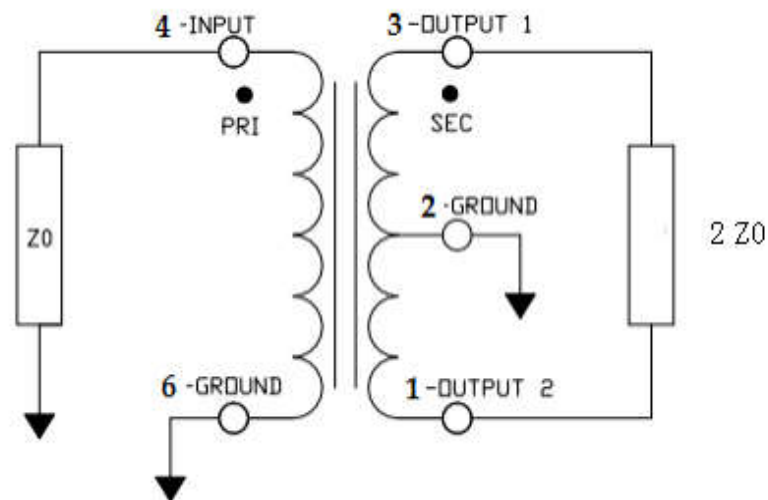 4 -INPUT
3 -OUTPUT 1
PRI
SEC
2 -GROUND
Z0
2 Z0
6 -GROUND
1 -OUTPUT 2